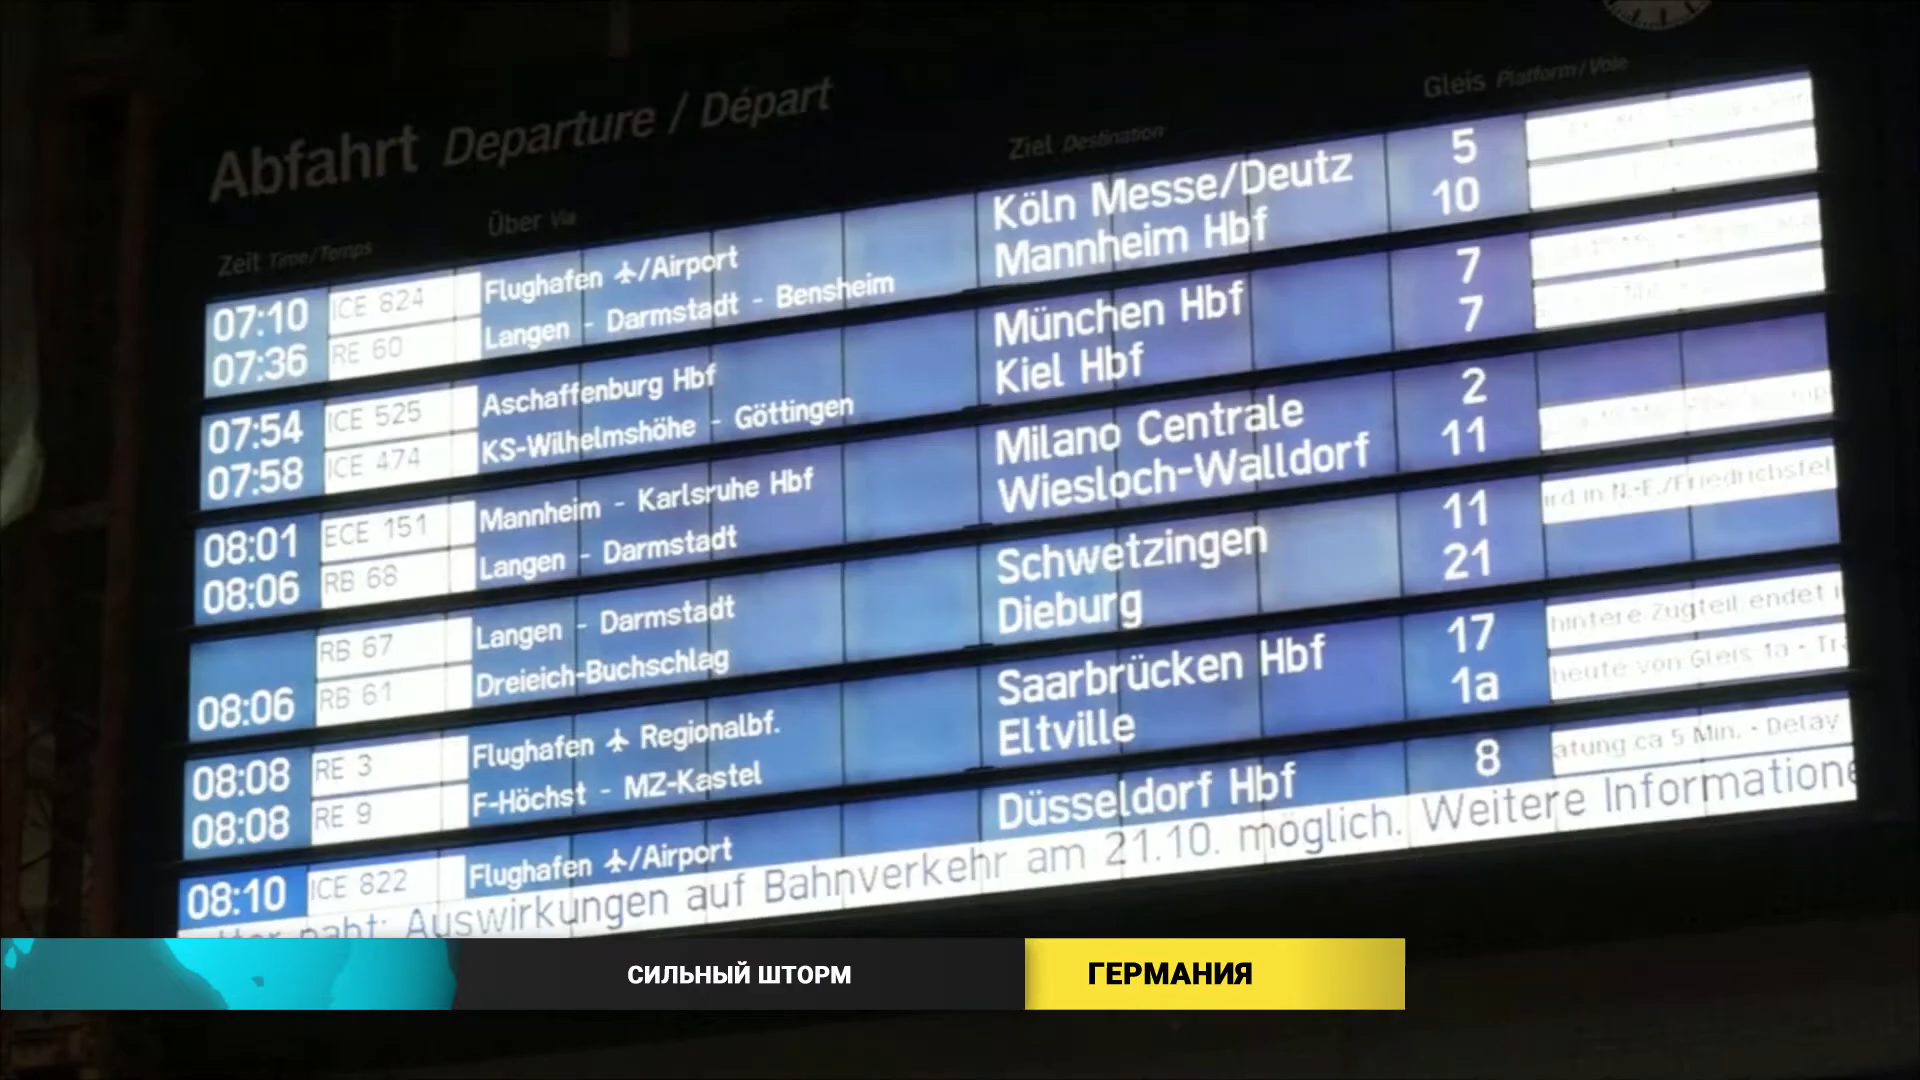 Abfahrt Departure / Départ
Zeit Time/Temps
Über Via
Ziel Destination
Gleis Platform/Voie
07:10 ICE 824 Flughafen ✈/Airport Köln Messe/Deutz 5
07:36 RE 60 Langen - Darmstadt - Bensheim Mannheim Hbf 10
07:54 ICE 525 Aschaffenburg Hbf München Hbf 7
07:58 ICE 474 KS-Wilhelmshöhe - Göttingen Kiel Hbf 7
08:01 ECE 151 Mannheim - Karlsruhe Hbf Milano Centrale 2
08:06 RB 68 Langen - Darmstadt Wiesloch-Walldorf 11
RB 67 Langen - Darmstadt Schwetzingen 11 ird in N.-E./Friedrichsfel
08:06 RB 61 Dreieich-Buchschlag Dieburg 21
08:08 RE 3 Flughafen ✈ Regionalbf. Saarbrücken Hbf 17 hintere Zugteil endet i
08:08 RE 9 F-Höchst - MZ-Kastel Eltville 1a heute von Gleis 1a - Tr
08:10 ICE 822 Flughafen ✈/Airport Düsseldorf Hbf 8 atung ca 5 Min. - Delay
naht: Auswirkungen auf Bahnverkehr am 21.10. möglich. Weitere Informatione
СИЛЬНЫЙ ШТОРМ
ГЕРМАНИЯ